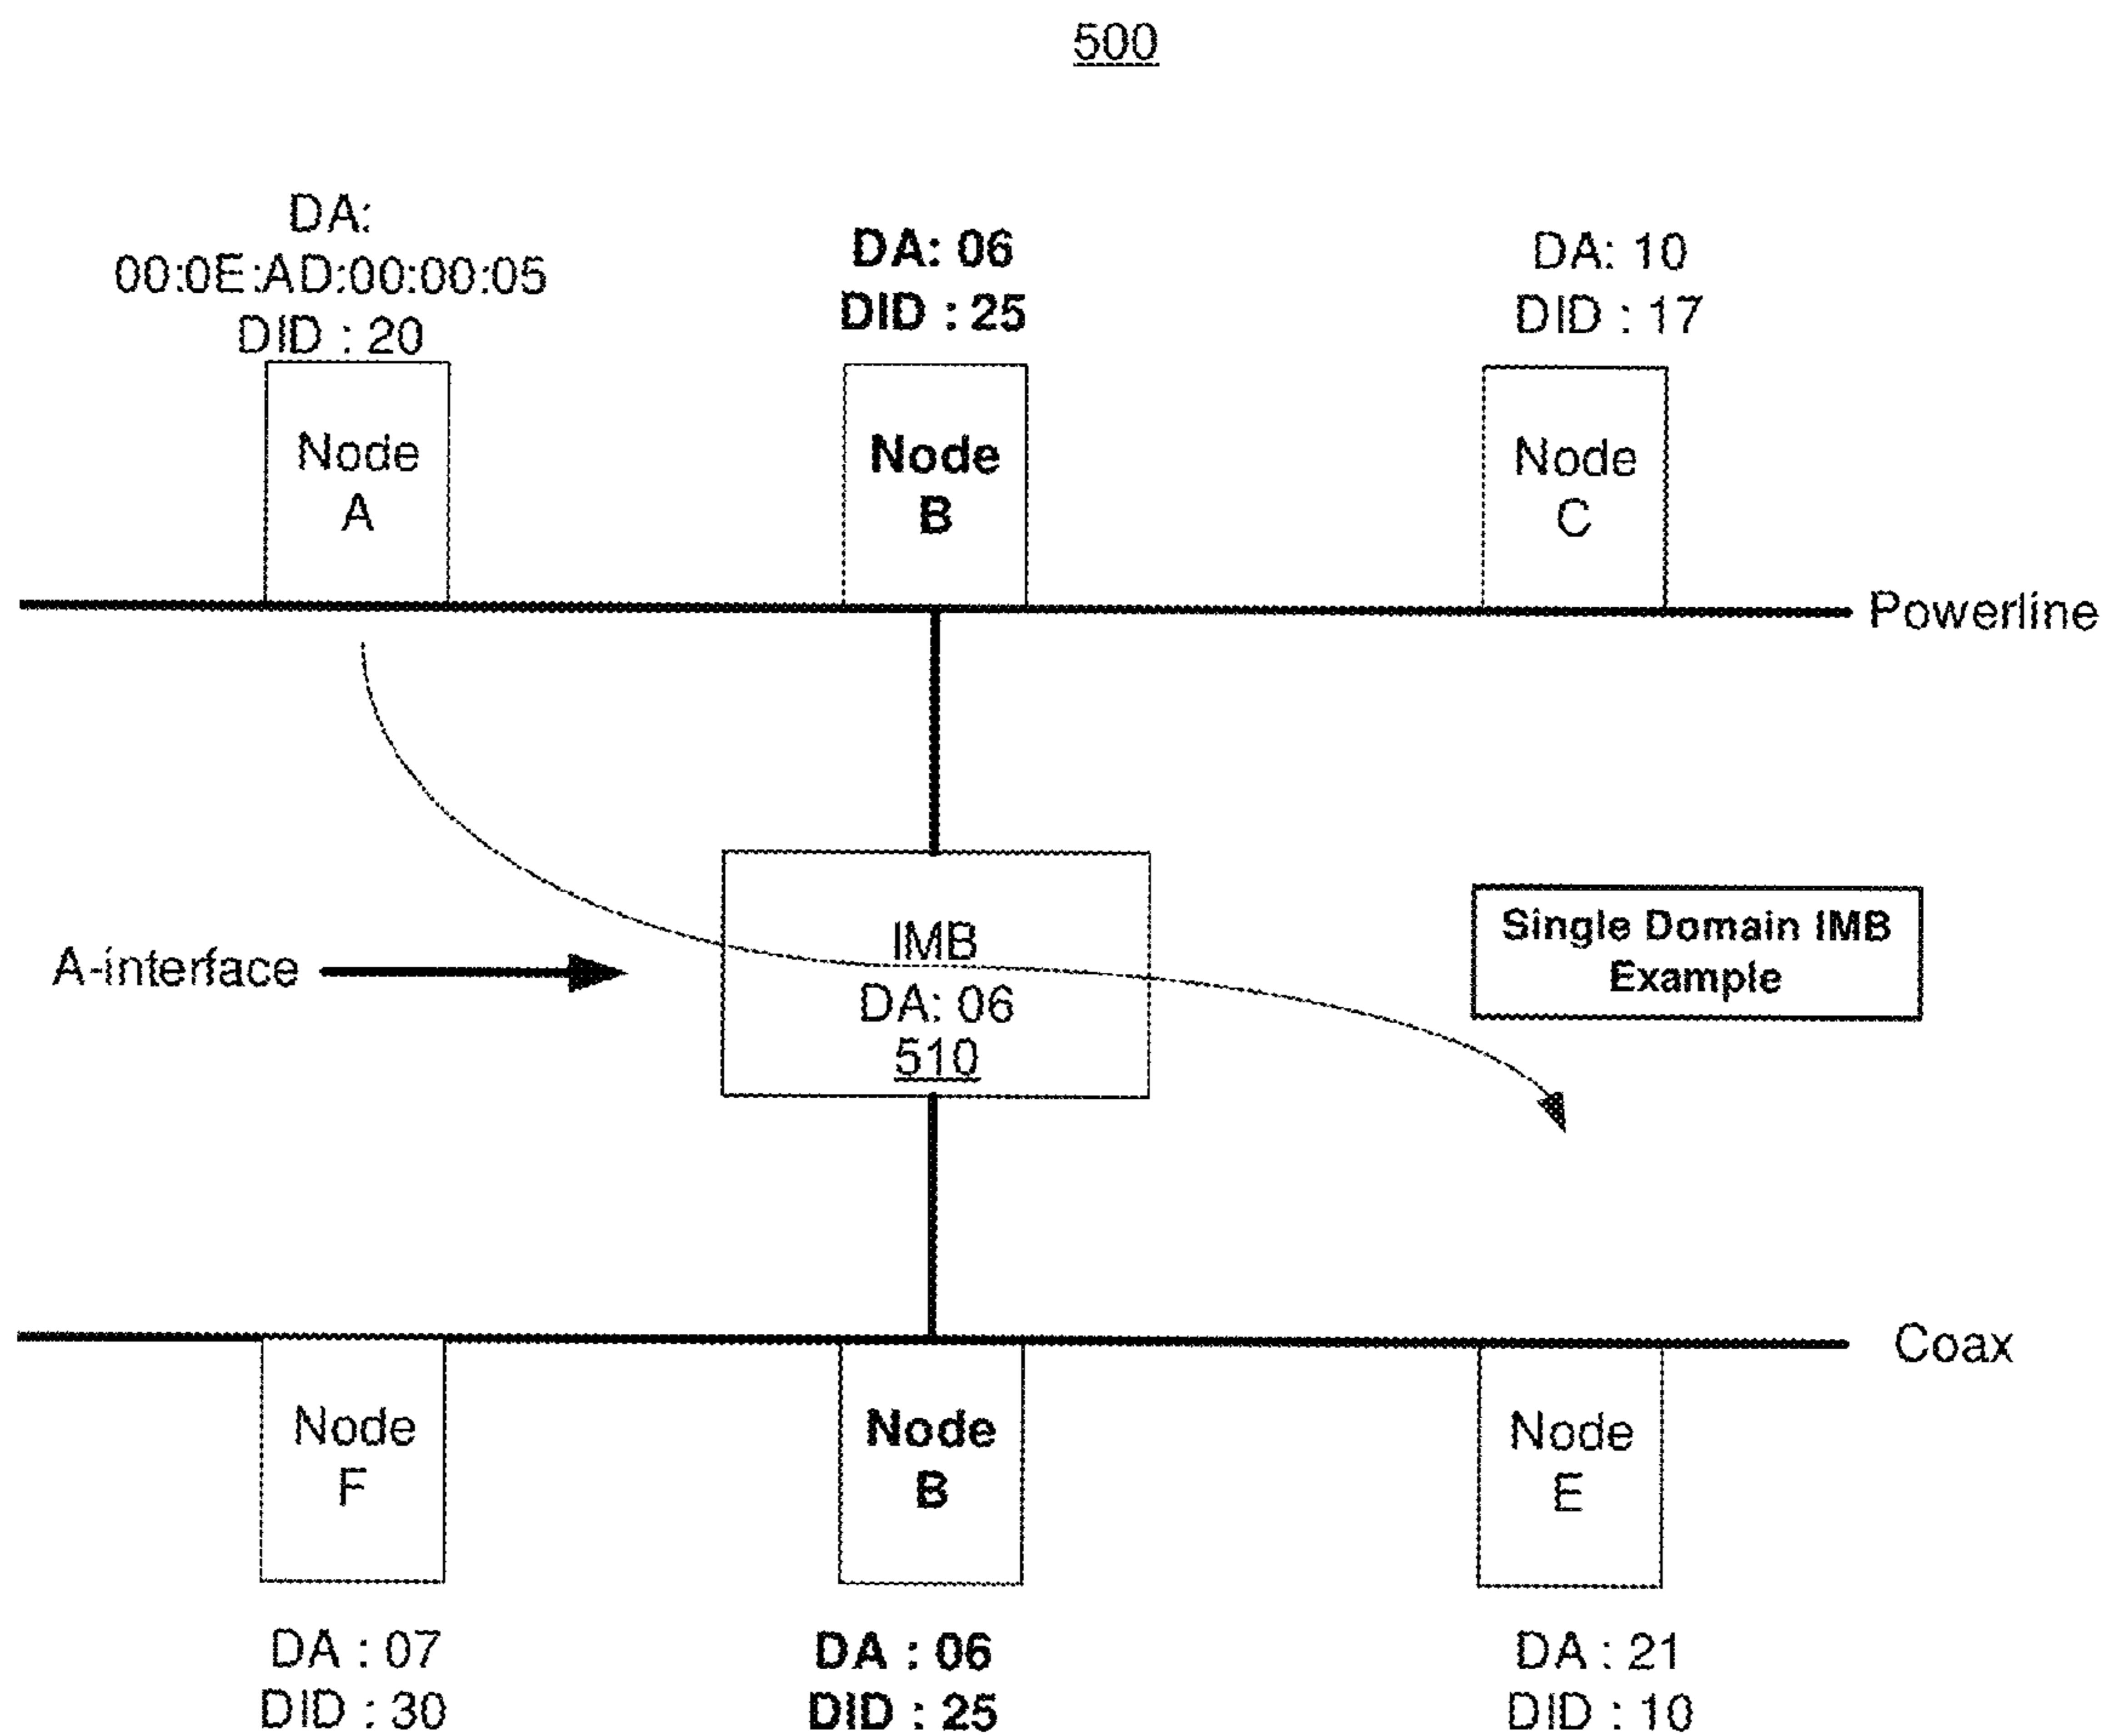 500
DA:
00:0E:AD:00:00:05
DID : 20
DA: 06
DID : 25
DA: 10
DID : 17
Node
A
Node
B
Node
C
Powerline
A-interface
IMB
DA: 06
510
Single Domain IMB
Example
Coax
Node
F
Node
B
Node
E
DA : 07
DID : 30
DA : 06
DID : 25
DA : 21
DID : 10